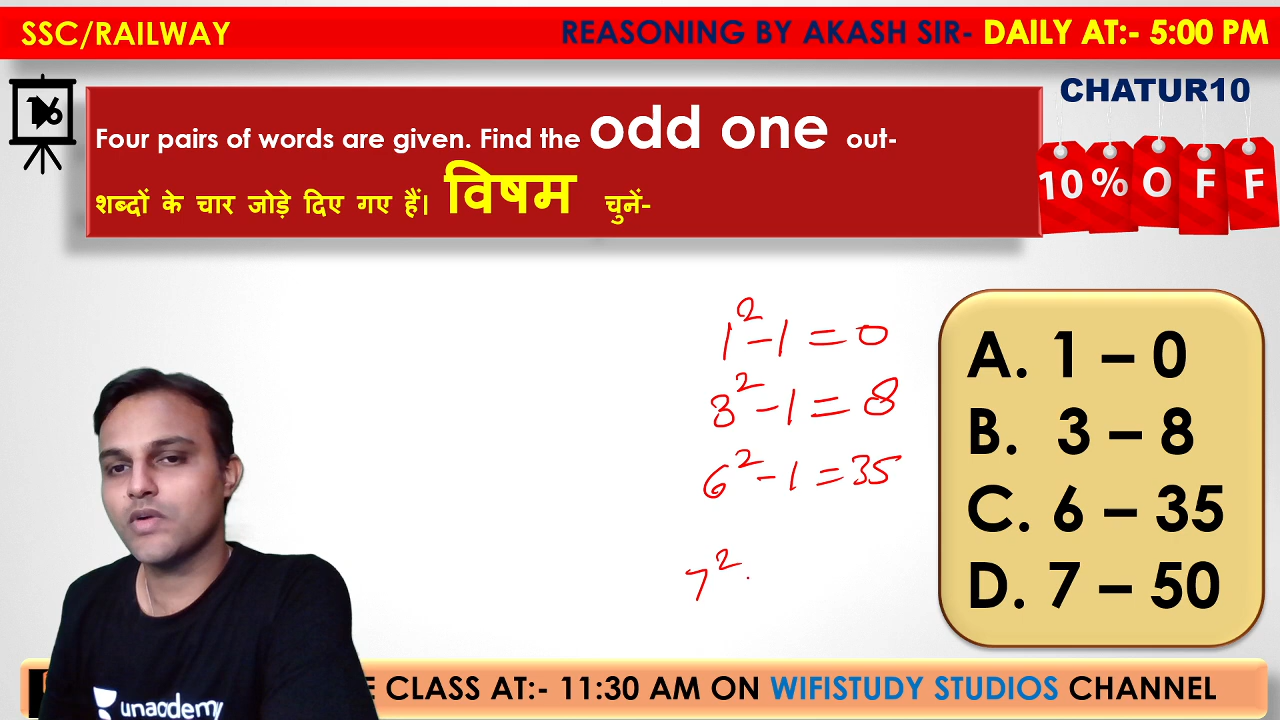 SSC/RAILWAY
REASONING BY AKASH SIR- DAILY AT:- 5:00 PM
CHATUR10
10% OFF
Four pairs of words are given. Find the odd one out-
शब्दों के चार जोड़े दिए गए हैं। विषम चुनें-
1² - 1 = 0
3² - 1 = 8
6² - 1 = 35
7²
A. 1 – 0
B. 3 – 8
C. 6 – 35
D. 7 – 50
unacademy
CLASS AT:- 11:30 AM ON WIFISTUDY STUDIOS CHANNEL